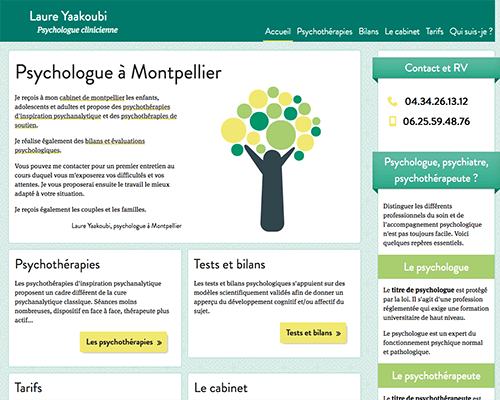 Laure Yaakoubi
Psychologue clinicienne
Accueil Psychothérapies Bilans Le cabinet Tarifs Qui suis-je ?
Psychologue à Montpellier
Je reçois à mon cabinet de montpellier les enfants,
adolescents et adultes et propose des psychothérapies
d'inspiration psychanalytique et des psychothérapies de
soutien.
Je réalise également des bilans et évaluations
psychologiques.
Vous pouvez me contacter pour un premier entretien au
cours duquel vous m'exposerez vos difficultés et vos
attentes. Je vous proposerai ensuite le travail le mieux
adapté à votre situation.
Je reçois également les couples et les familles.
Laure Yaakoubi, psychologue à Montpellier
Psychothérapies
Les psychothérapies d'inspiration psychanalytique
proposent un cadre différent de la cure
psychanalytique classique. Séances moins
nombreuses, dispositif en face à face, thérapeute plus
actif...
Les psychothérapies »
Tests et bilans
Les tests et bilans psychologiques s'appuient sur des
modèles scientifiquement validés afin de donner un
apperçu du développement cognitif et/ou affectif du
sujet.
Tests et bilans »
Tarifs
Le cabinet
Contact et RV
04.34.26.13.12
06.25.59.48.76
Psychologue, psychiatre,
psychothérapeute ?
Distinguer les différents
professionnels du soin et de
l'accompagnement psychologique
n'est pas toujours facile. Voici
quelques repères essentiels.
Le psychologue
Le titre de psychologue est protégé
par la loi. Il s'agit d'une profession
réglementée qui exige une formation
universitaire de haut niveau.
Le psychologue est un expert du
fonctionnement psychique normal
et pathologique.
Le psychothérapeute
Le titre de psychothérapeute est